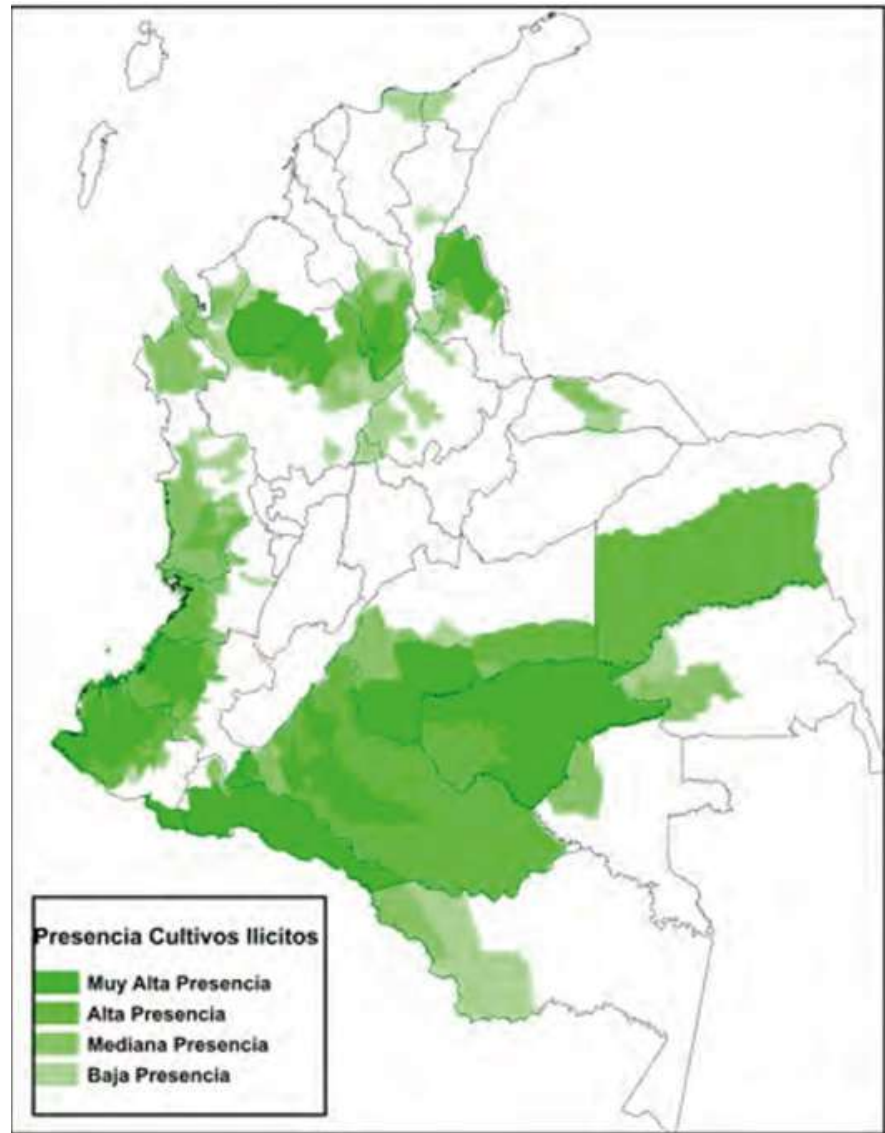 Presencia Cultivos Ilicitos
Muy Alta Presencia
Alta Presencia
Mediana Presencia
Baja Presencia